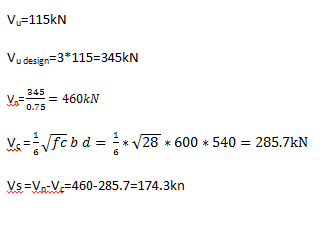 Vu=115kN
Vu design=3*115=345kN
Vn=345/0.75 = 460kN
Vc=1/6√fc b d = 1/6 * √28 * 600 * 540 = 285.7kN
Vs=Vn-Vc=460-285.7=174.3kn